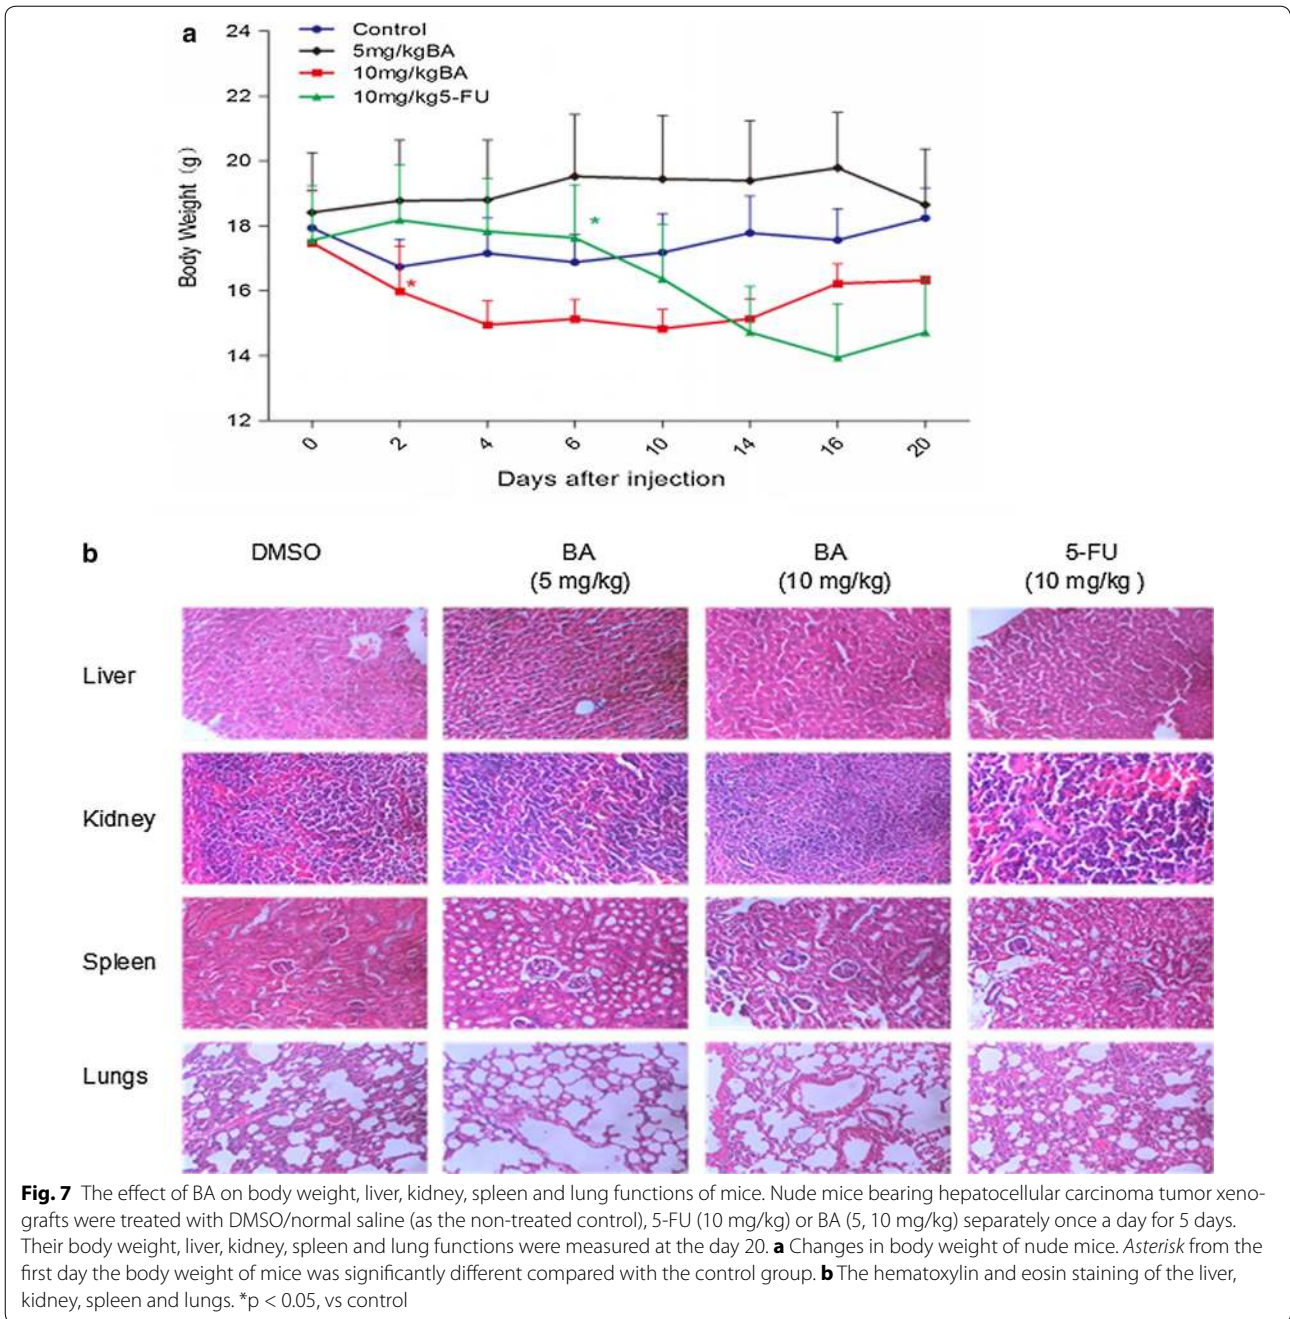 a
24
22
20
18
16
14
12
Body Weight (g)
Control
5mg/kgBA
10mg/kgBA
10mg/kg5-FU
*
*
0 2 4 6 10 14 16 20
Days after injection
b
DMSO BA BA 5-FU
(5 mg/kg) (10 mg/kg) (10 mg/kg )
Liver
Kidney
Spleen
Lungs
Fig. 7 The effect of BA on body weight, liver, kidney, spleen and lung functions of mice. Nude mice bearing hepatocellular carcinoma tumor xeno-
grafts were treated with DMSO/normal saline (as the non-treated control), 5-FU (10 mg/kg) or BA (5, 10 mg/kg) separately once a day for 5 days.
Their body weight, liver, kidney, spleen and lung functions were measured at the day 20. a Changes in body weight of nude mice. Asterisk from the
first day the body weight of mice was significantly different compared with the control group. b The hematoxylin and eosin staining of the liver,
kidney, spleen and lungs. *p < 0.05, vs control